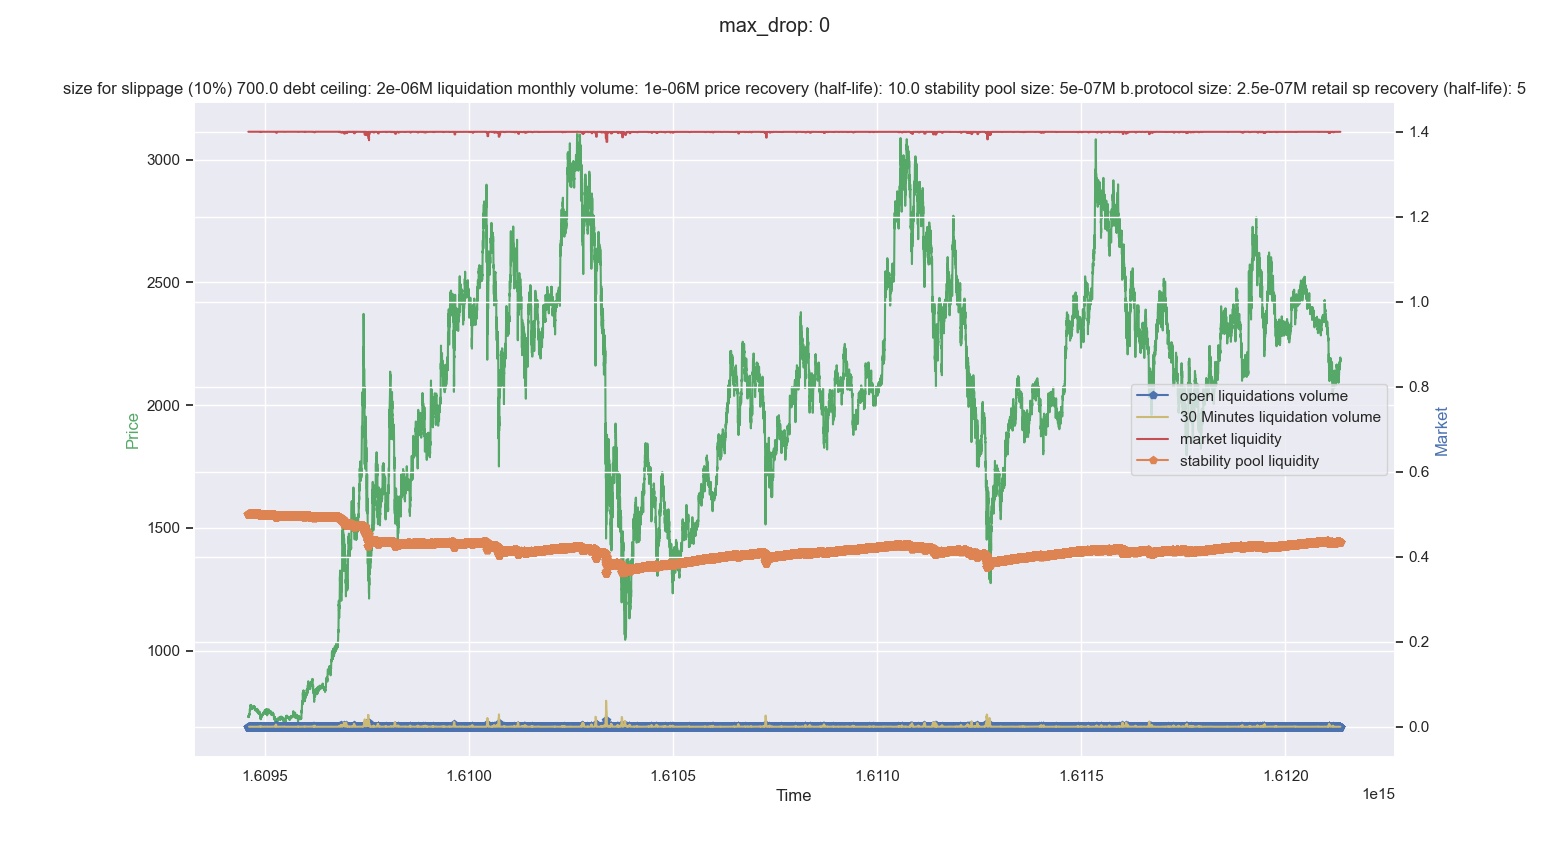 max_drop: 0
size for slippage (10%) 700.0 debt ceiling: 2e-06M liquidation monthly volume: 1e-06M price recovery (half-life): 10.0 stability pool size: 5e-07M b.protocol size: 2.5e-07M retail sp recovery (half-life): 5
3000
2500
2000
1500
1000
Price
1.4
1.2
1.0
0.8
0.6
0.4
0.2
0.0
Market
open liquidations volume
30 Minutes liquidation volume
market liquidity
stability pool liquidity
1.6095 1.6100 1.6105 1.6110 1.6115 1.6120
Time
1e15